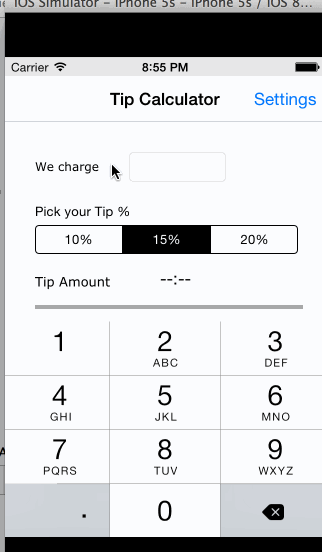 iOS Simulator - iPhone 5s - iPhone 5s / iOS 8...
Carrier 8:55 PM
Tip Calculator Settings
We charge
Pick your Tip %
10% 15% 20%
Tip Amount --:--
1 2 ABC 3 DEF
4 GHI 5 JKL 6 MNO
7 PQRS 8 TUV 9 WXYZ
. 0